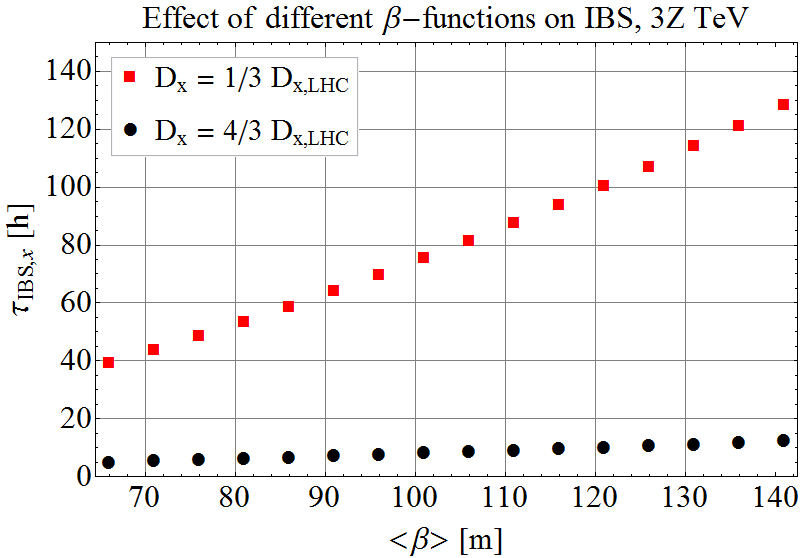 Effect of different β−functions on IBS, 3Z TeV
140
120
100
80
60
40
20
0
τIBS,x [h]
Dx = 1/3 Dx,LHC
Dx = 4/3 Dx,LHC
70 80 90 100 110 120 130 140
<β> [m]